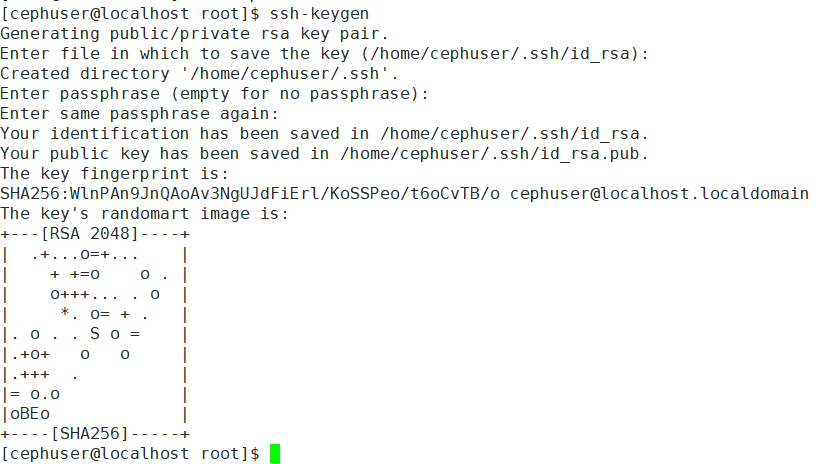 [cephuser@localhost root]$ ssh-keygen
Generating public/private rsa key pair.
Enter file in which to save the key (/home/cephuser/.ssh/id_rsa):
Created directory '/home/cephuser/.ssh'.
Enter passphrase (empty for no passphrase):
Enter same passphrase again:
Your identification has been saved in /home/cephuser/.ssh/id_rsa.
Your public key has been saved in /home/cephuser/.ssh/id_rsa.pub.
The key fingerprint is:
SHA256:WlnPAn9JnQAoAv3NgUJdFiErl/KoSSPeo/t6oCvTB/o cephuser@localhost.localdomain
The key's randomart image is:
+---[RSA 2048]----+
|  .+...o=+...    |
|    + +=o    o . |
|    o+++... . o  |
|     *. o= + .   |
|. o . . S o =    |
|.+o+   o   o     |
|.+++  .          |
|= o.o            |
|oBEo             |
+----[SHA256]-----+
[cephuser@localhost root]$